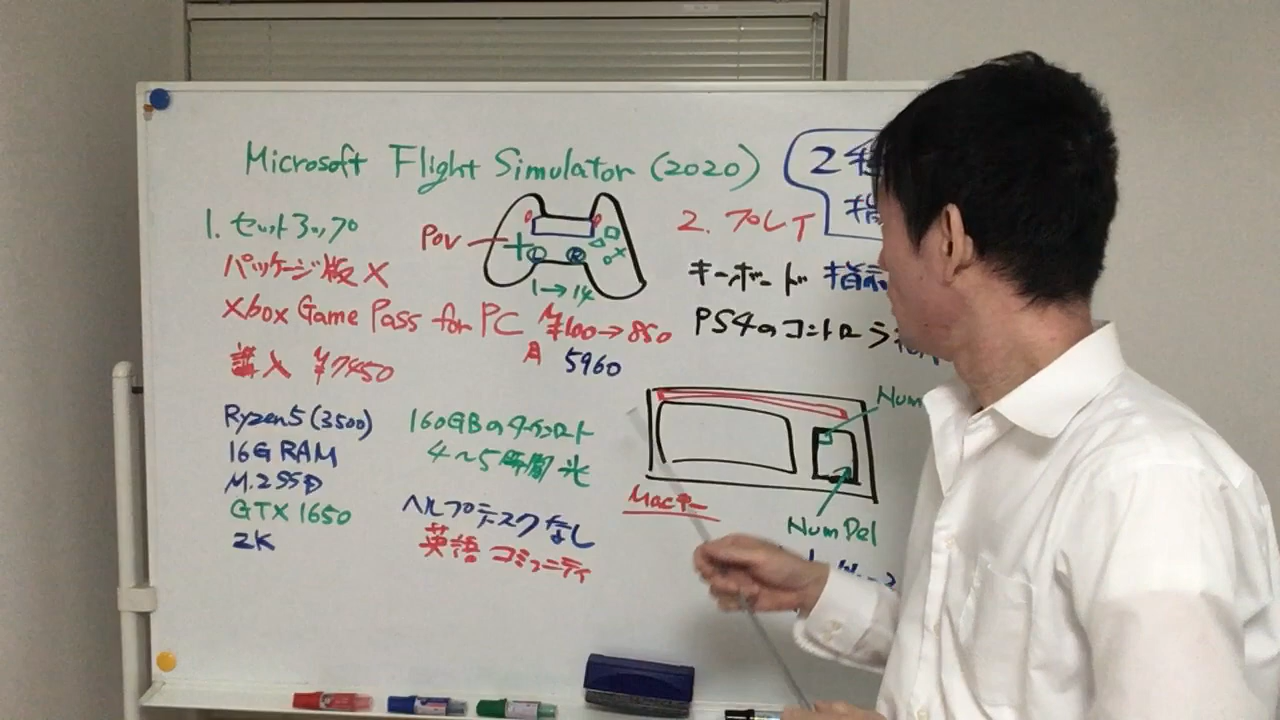 Microsoft Flight Simulator (2020)
1. セットアップ
パッケージ版 ×
Xbox Game Pass for PC
月 ¥100→850
5960
購入 ¥7450
Ryzen5 (3500)
16G RAM
M.2SSD
GTX 1650
2K
POV
1→14
160GBのダウンロード
4〜5時間 光
ヘルプデスクなし
英語 コミュニティ
2
指
2. プレイ
キーボード 指示
PS4のコントロ
Num
Macキー
Num Del